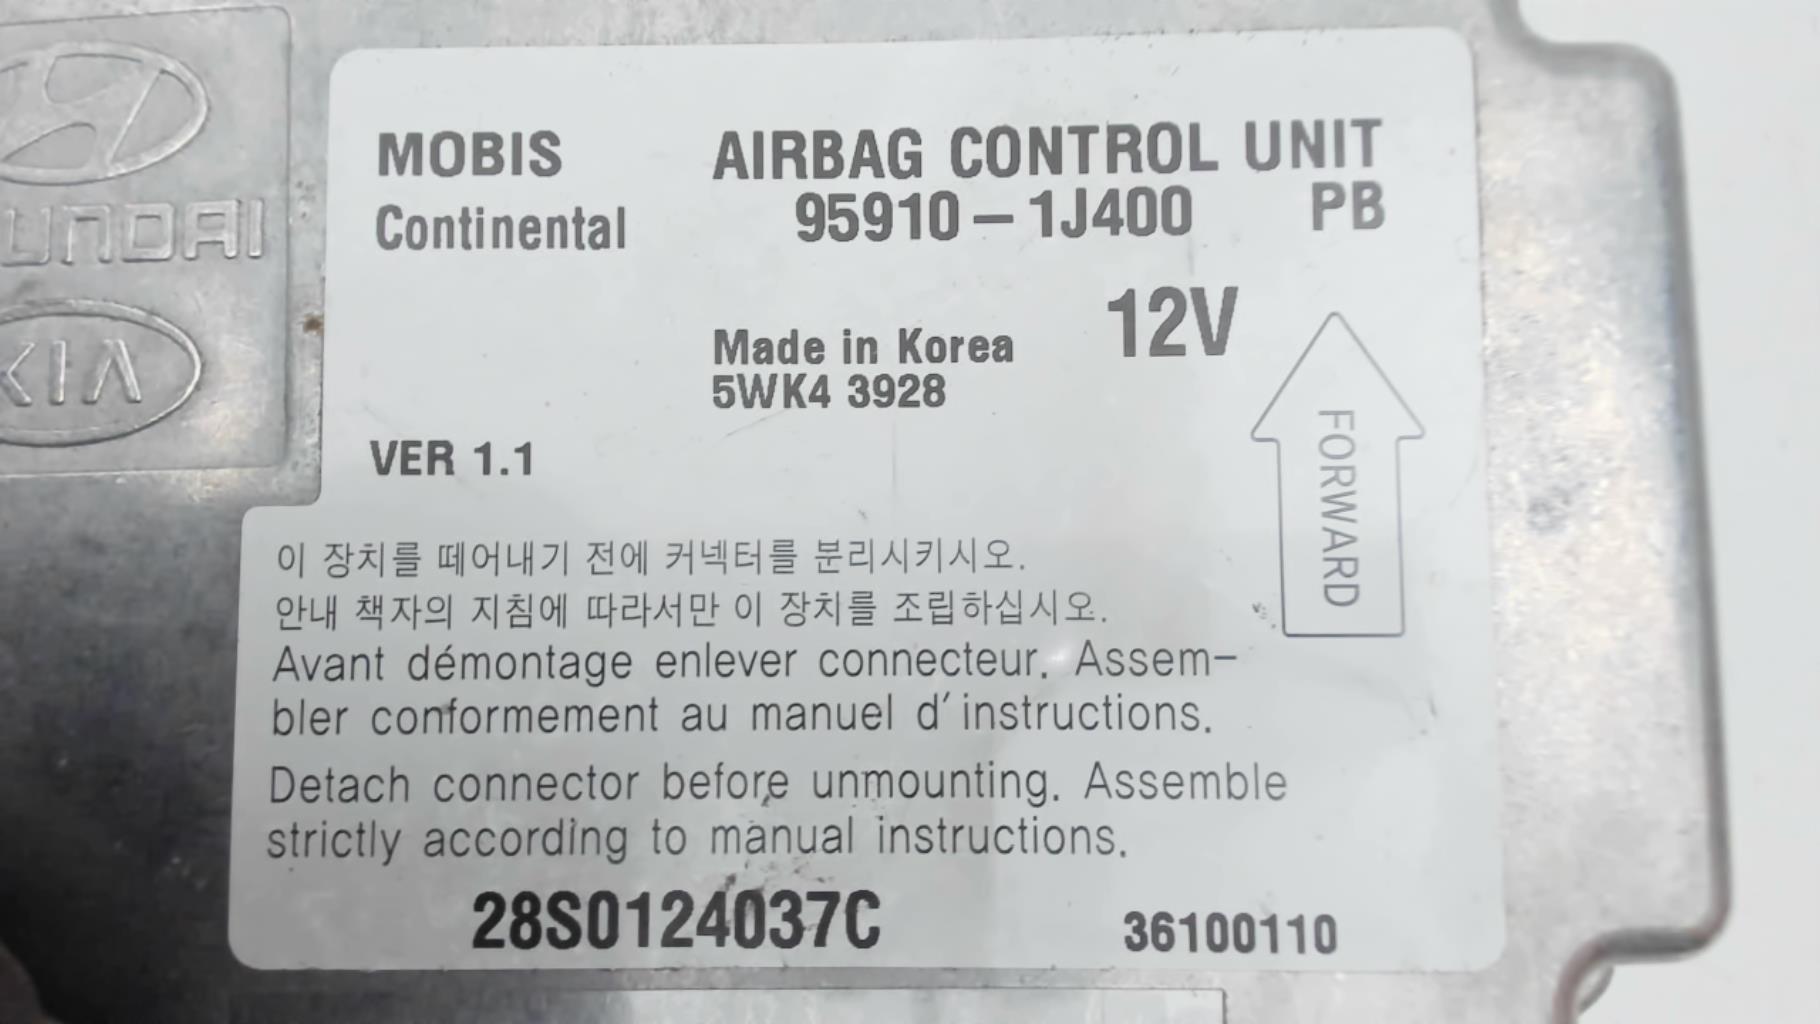 HYUNDAI
KIA
MOBIS
AIRBAG CONTROL UNIT
Continental
95910-1J400 PB
12V
Made in Korea
5WK4 3928
FORWARD
VER 1.1
이 장치를 떼어내기 전에 커넥터를 분리시키시오.
안내 책자의 지침에 따라서만 이 장치를 조립하십시오.
Avant démontage enlever connecteur. Assem-
bler conformement au manuel d'instructions.
Detach connector before unmounting. Assemble
strictly according to manual instructions.
28S0124037C
36100110